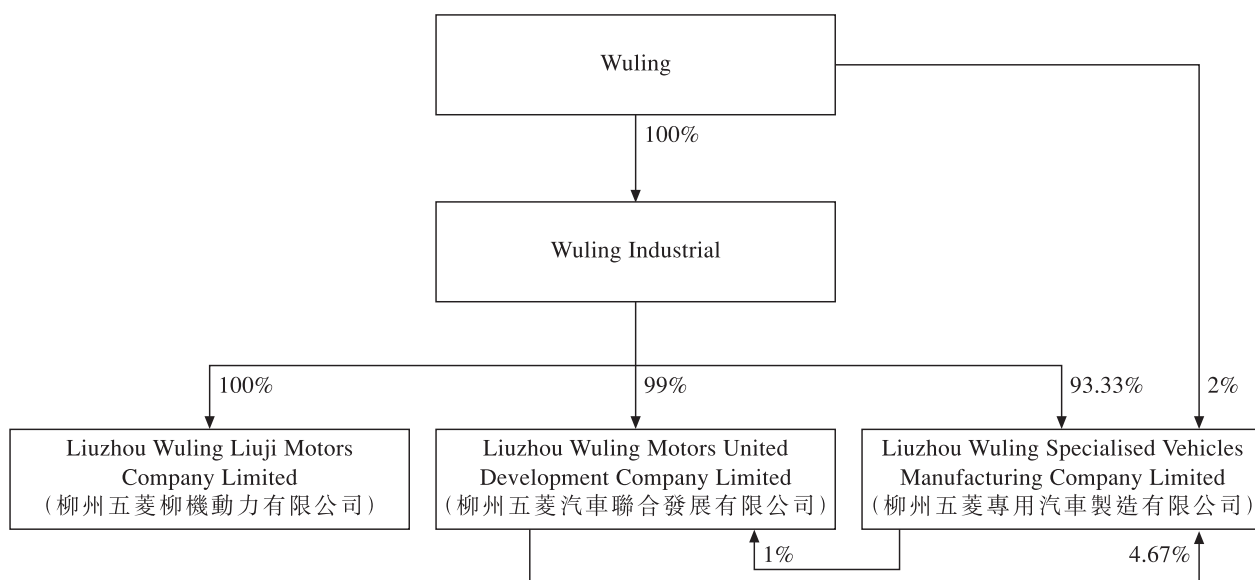 Wuling
100%
Wuling Industrial
100%
99%
93.33%
2%
Liuzhou Wuling Liuji Motors
Company Limited
(柳州五菱柳機動力有限公司)
Liuzhou Wuling Motors United
Development Company Limited
(柳州五菱汽車聯合發展有限公司)
Liuzhou Wuling Specialised Vehicles
Manufacturing Company Limited
(柳州五菱專用汽車製造有限公司)
1%
4.67%